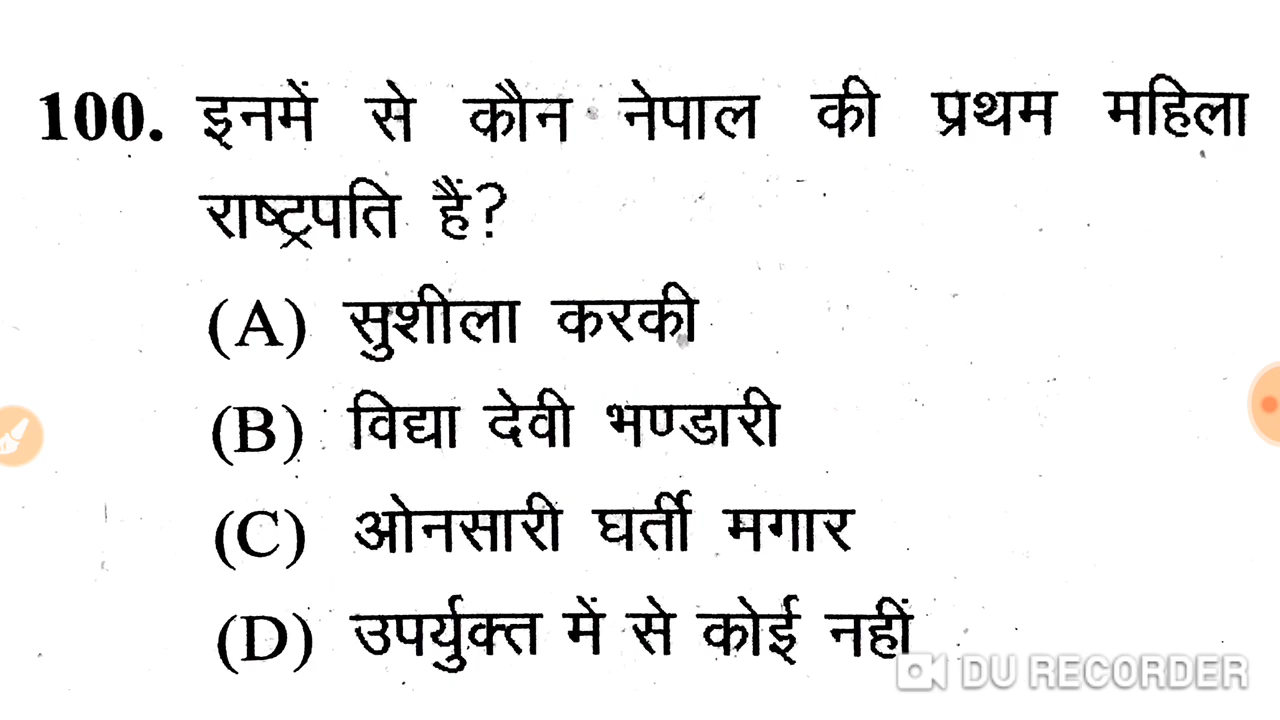 100. इनमें से कौन नेपाल की प्रथम महिला
राष्ट्रपति हैं?
(A) सुशीला करकी
(B) विद्या देवी भण्डारी
(C) ओनसारी घर्ती मगार
(D) उपर्युक्त में से कोई नहीं
DU RECORDER